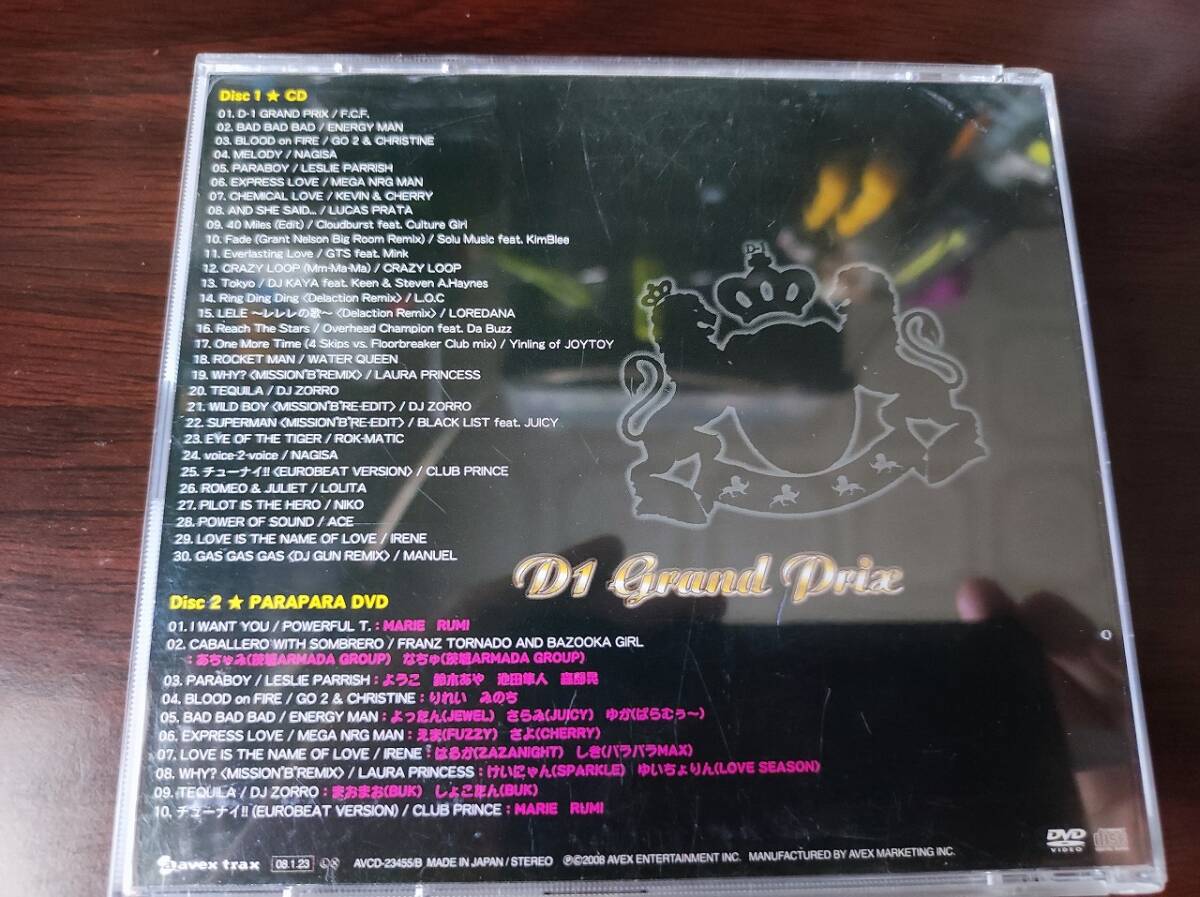 Disc 1 ★ CD
01. D-1 GRAND PRIX / F.C.F.
02. BAD BAD BAD / ENERGY MAN
03. BLOOD on FIRE / GO 2 & CHRISTINE
04. MELODY / NAGISA
05. PARABOY / LESLIE PARRISH
06. EXPRESS LOVE / MEGA NRG MAN
07. CHEMICAL LOVE / KEVIN & CHERRY
08. AND SHE SAID... / LUCAS PRATA
09. 40 Miles (Edit) / Cloudburst feat. Culture Girl
10. Fade (Grant Nelson Big Room Remix) / Solu Music feat. KimBlee
11. Everlasting Love / GTS feat. Mink
12. CRAZY LOOP (Mm-Ma-Ma) / CRAZY LOOP
13. Tokyo / DJ KAYA feat. Keen & Steven A.Haynes
14. Ring Ding Ding 〈Delaction Remix〉 / L.O.C
15. LELE 〜レレレの歌〜 〈Delaction Remix〉 / LOREDANA
16. Reach The Stars / Overhead Champion feat. Da Buzz
17. One More Time (4 Skips vs. Floorbreaker Club mix) / Yinling of JOYTOY
18. ROCKET MAN / WATER QUEEN
19. WHY? 〈MISSION"B"REMIX〉 / LAURA PRINCESS
20. TEQUILA / DJ ZORRO
21. WILD BOY 〈MISSION"B"RE-EDIT〉 / DJ ZORRO
22. SUPERMAN 〈MISSION"B"RE-EDIT〉 / BLACK LIST feat. JUICY
23. EYE OF THE TIGER / ROK-MATIC
24. voice-2-voice / NAGISA
25. チューナイ!! 〈EUROBEAT VERSION〉 / CLUB PRINCE
26. ROMEO & JULIET / LOLITA
27. PILOT IS THE HERO / NIKO
28. POWER OF SOUND / ACE
29. LOVE IS THE NAME OF LOVE / IRENE
30. GAS GAS GAS 〈DJ GUN REMIX〉 / MANUEL
D-1
D1 Grand Prix
Disc 2 ★ PARAPARA DVD
01. I WANT YOU / POWERFUL T. : MARIE RUMI
02. CABALLERO WITH SOMBRERO / FRANZ TORNADO AND BAZOOKA GIRL
: あぢゅみ(茨城ARMADA GROUP) なちゅ(茨城ARMADA GROUP)
03. PARABOY / LESLIE PARRISH : ようこ 鈴木あや 池田隼人
04. BLOOD on FIRE / GO 2 & CHRISTINE : りれい みのち
05. BAD BAD BAD / ENERGY MAN : よったん(JEWEL) さらみ(JUICY) ゆか(ぱらむぅ〜)
06. EXPRESS LOVE / MEGA NRG MAN : えま(FUZZY) さよ(CHERRY)
07. LOVE IS THE NAME OF LOVE / IRENE : はるか(ZAZANIGHT) しき(パラパラMAX)
08. WHY? 〈MISSION"B"REMIX〉 / LAURA PRINCESS : けいにゃん(SPARKLE) ゆいちょりん(LOVE SEASON)
09. TEQUILA / DJ ZORRO : まおまお(BUK) しょこたん(BUK)
10. チューナイ!! (EUROBEAT VERSION) / CLUB PRINCE : MARIE RUMI
avex trax 08.1.23 AVCD-23455/B MADE IN JAPAN / STEREO ℗©2008 AVEX ENTERTAINMENT INC. MANUFACTURED BY AVEX MARKETING INC.
DVD VIDEO